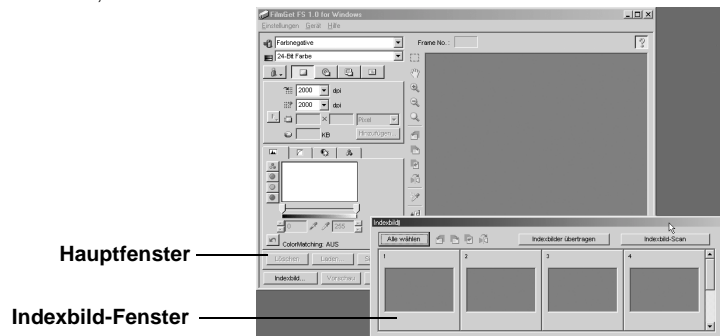 FilmGet FS 1.0 for Windows
Einstellungen Gerät Hilfe
Farbnegative
Frame No. :
24-Bit Farbe
2000 dpi
2000 dpi
Pixel
KB Hinzufügen...
0 255
ColorMatching: AUS
Löschen Laden...
Indexbild... Vorschau
Hauptfenster
Indexbild-Fenster
Indexbild
Alle wählen Indexbilder übertragen Indexbild-Scan
1 2 3 4